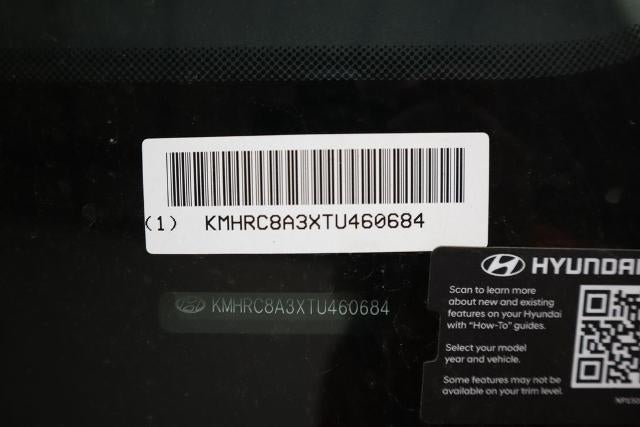 (1) KMHRC8A3XTU460684
KMHRC8A3XTU460684
HYUNDAI
Scan to learn more
about new and existing
features on your Hyundai
with "How-To" guides.
Select your model
year and vehicle.
Some features may not be
available on your trim level.